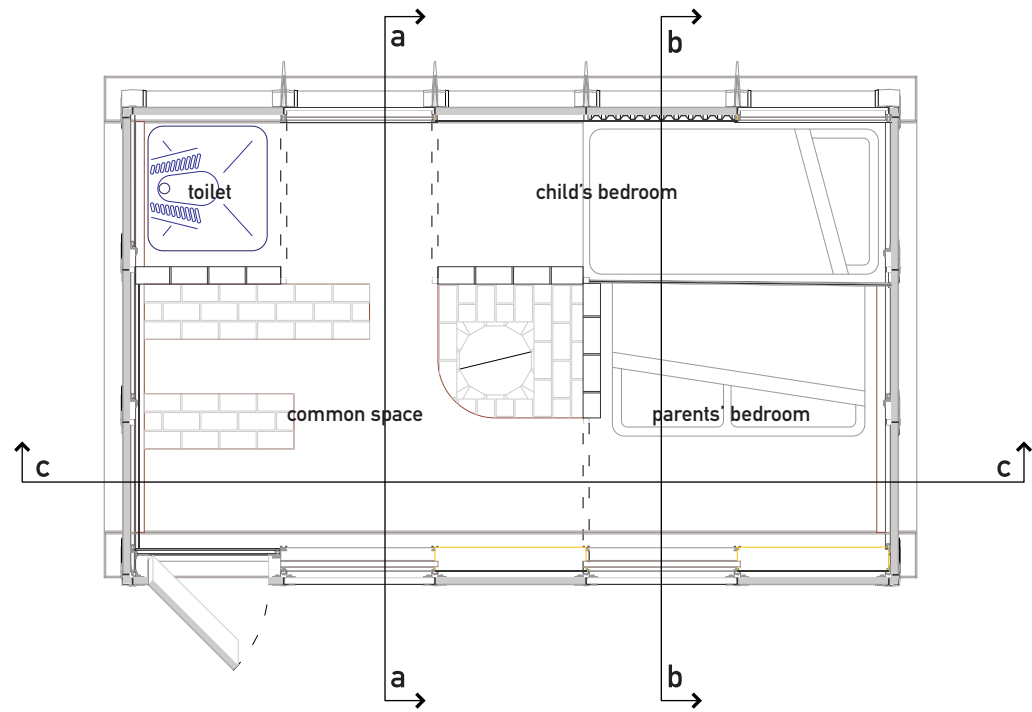 a
b
toilet
child's bedroom
common space
parents' bedroom
c
c
a
b